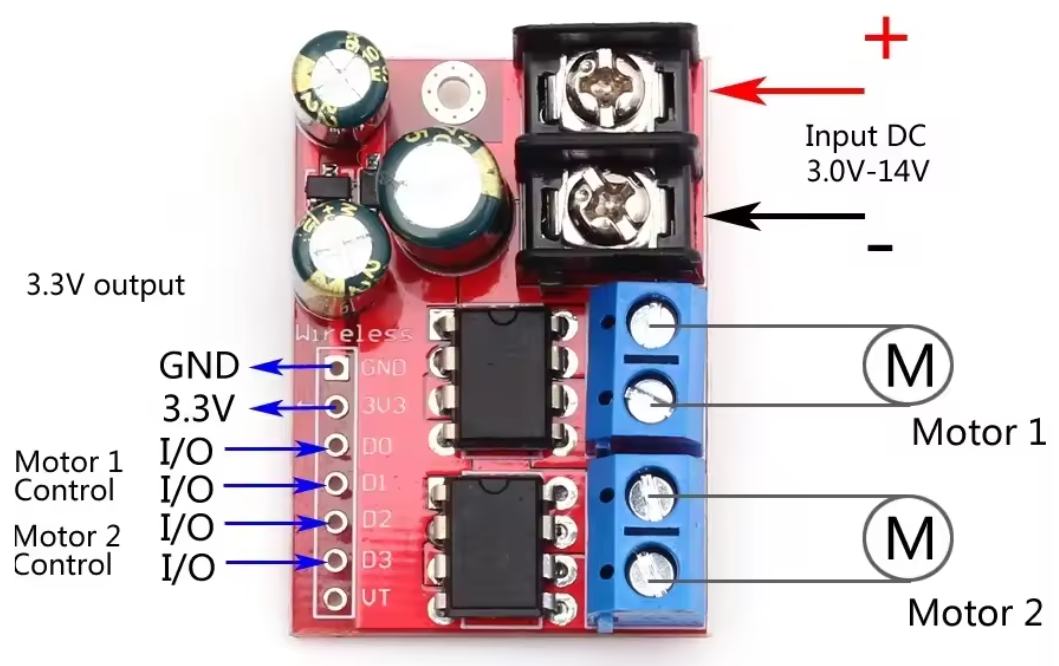 +
Input DC
3.0V-14V
-
3.3V output
Wireless
GND
GND
3.3V
3V3
I/O
D0
Motor 1
Control
I/O
D1
I/O
D2
Motor 2
Control
I/O
D3
VT
M
Motor 1
M
Motor 2